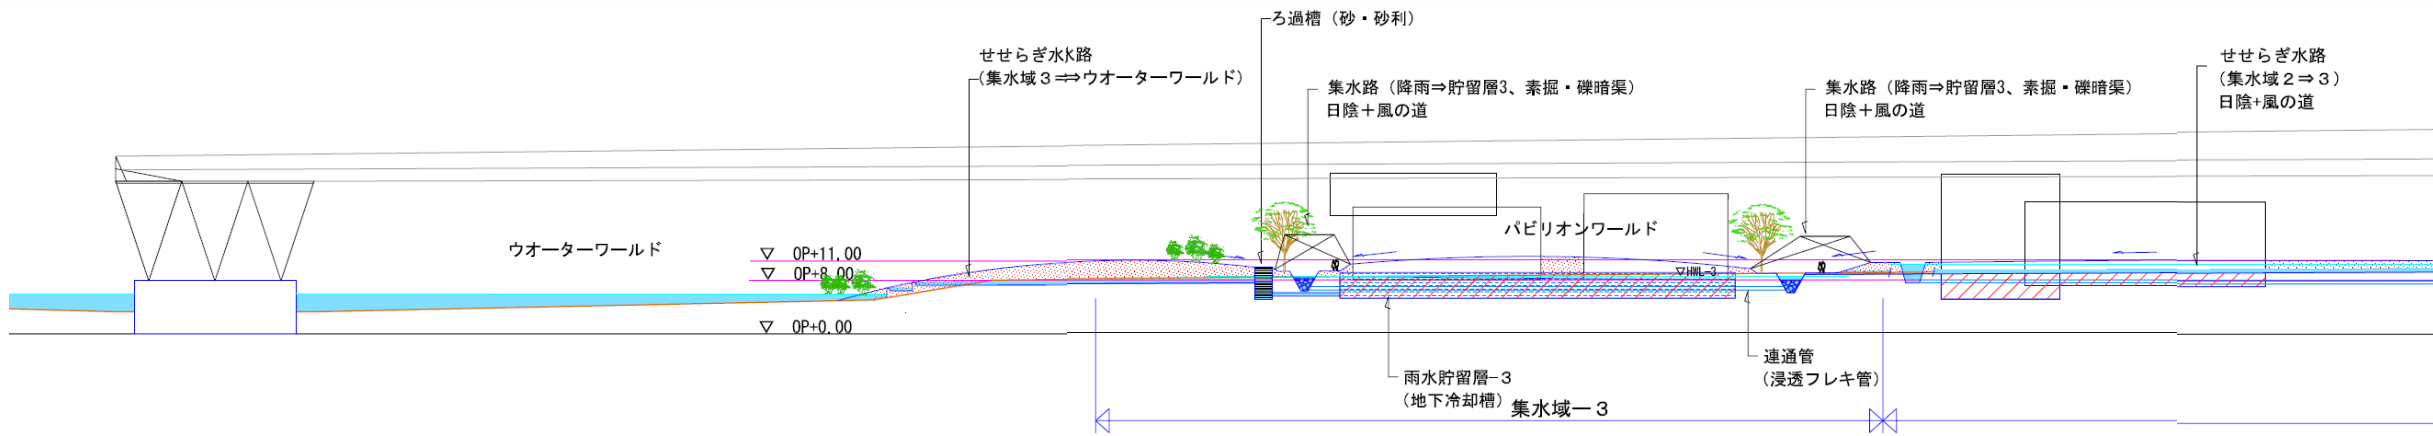 ろ過槽（砂・砂利）
せせらぎ水路
（集水域３⇒ウオーターワールド）
集水路（降雨⇒貯留層3、素掘・礫暗渠）
日陰＋風の道
集水路（降雨⇒貯留層3、素掘・礫暗渠）
日陰＋風の道
せせらぎ水路
（集水域２⇒３）
日陰+風の道
ウオーターワールド
パビリオンワールド
▽ OP+11.00
▽ OP+8.00
▽HWL-3
▽ OP+0.00
連通管
（浸透フレキ管）
雨水貯留層−３
（地下冷却槽）
集水域ー３